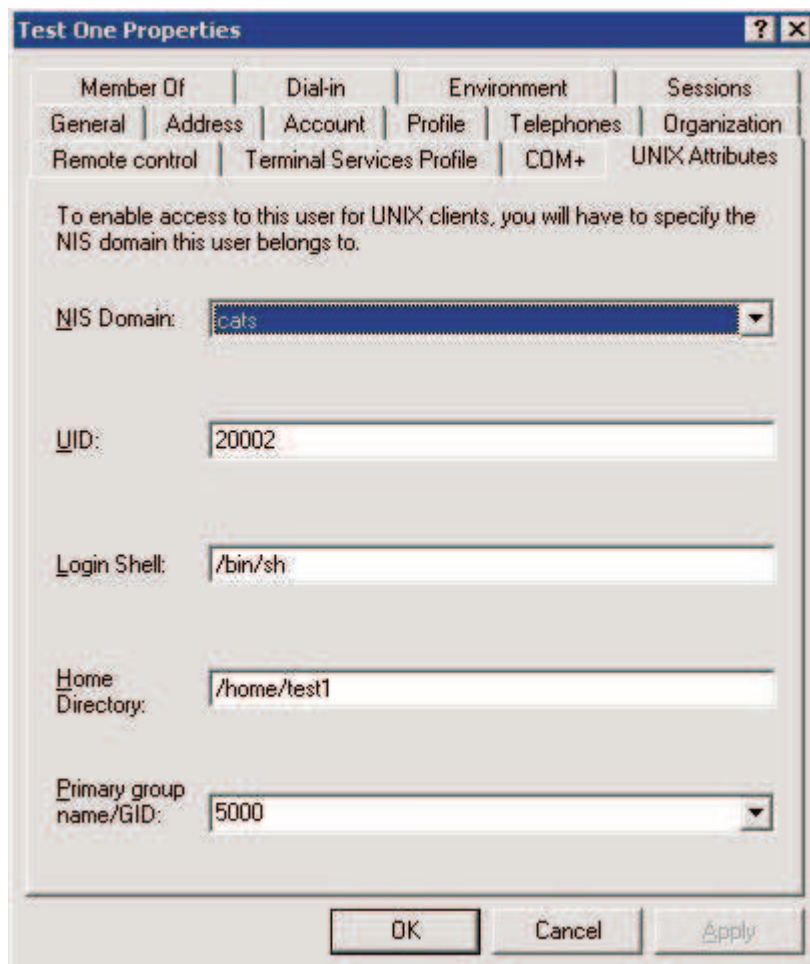 Test One Properties
Member Of Dial-in Environment Sessions
General Address Account Profile Telephones Organization
Remote control Terminal Services Profile COM+ UNIX Attributes
To enable access to this user for UNIX clients, you will have to specify the
NIS domain this user belongs to.
NIS Domain: cats
UID: 20002
Login Shell: /bin/sh
Home
Directory: /home/test1
Primary group
name/GID: 5000
OK Cancel Apply